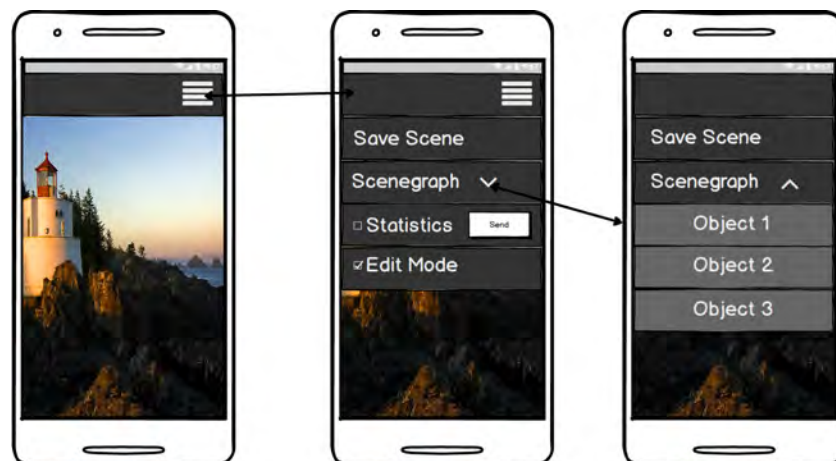 Save Scene
Scenegraph
Statistics
Send
Edit Mode
Save Scene
Scenegraph
Object 1
Object 2
Object 3